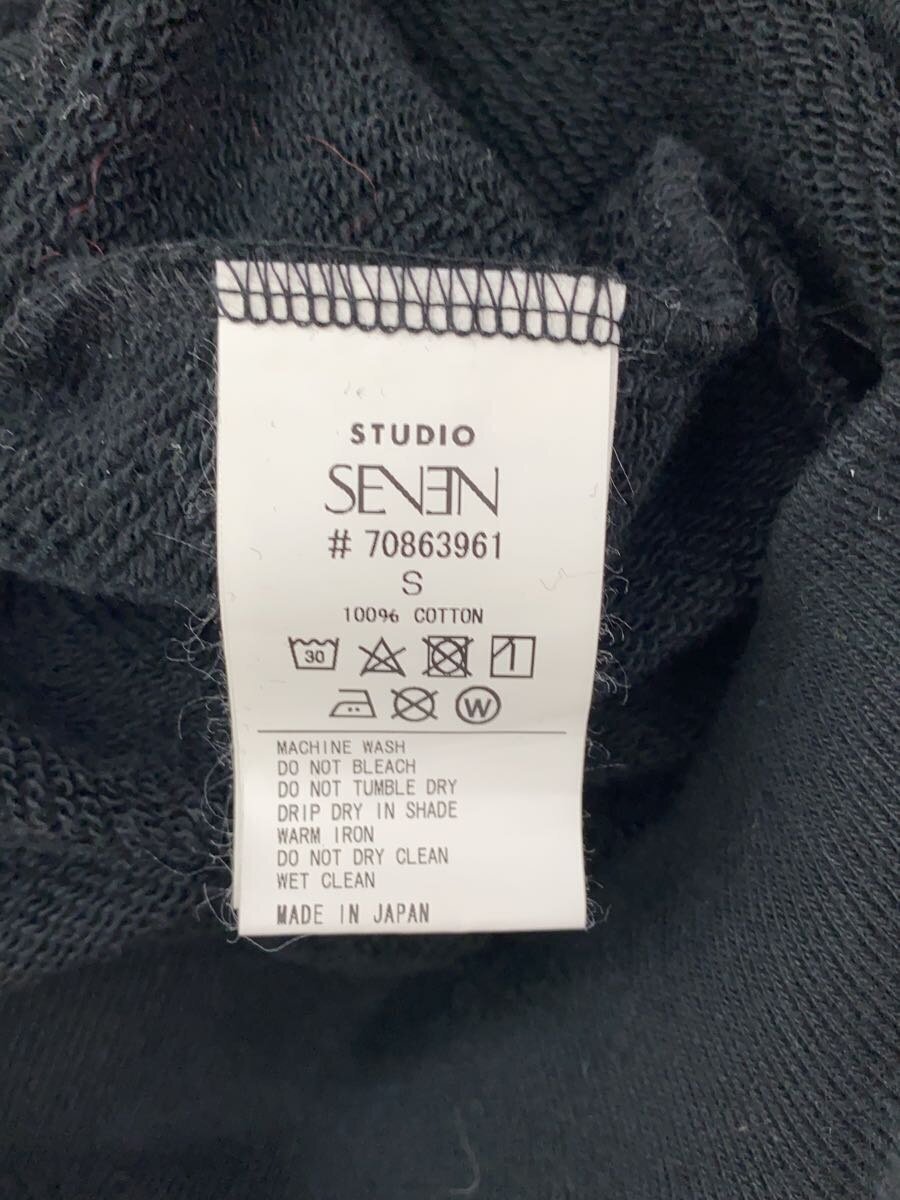 STUDIO
SEVEN
# 70863961
S
100% COTTON
30
W
MACHINE WASH
DO NOT BLEACH
DO NOT TUMBLE DRY
DRIP DRY IN SHADE
WARM IRON
DO NOT DRY CLEAN
WET CLEAN
MADE IN JAPAN